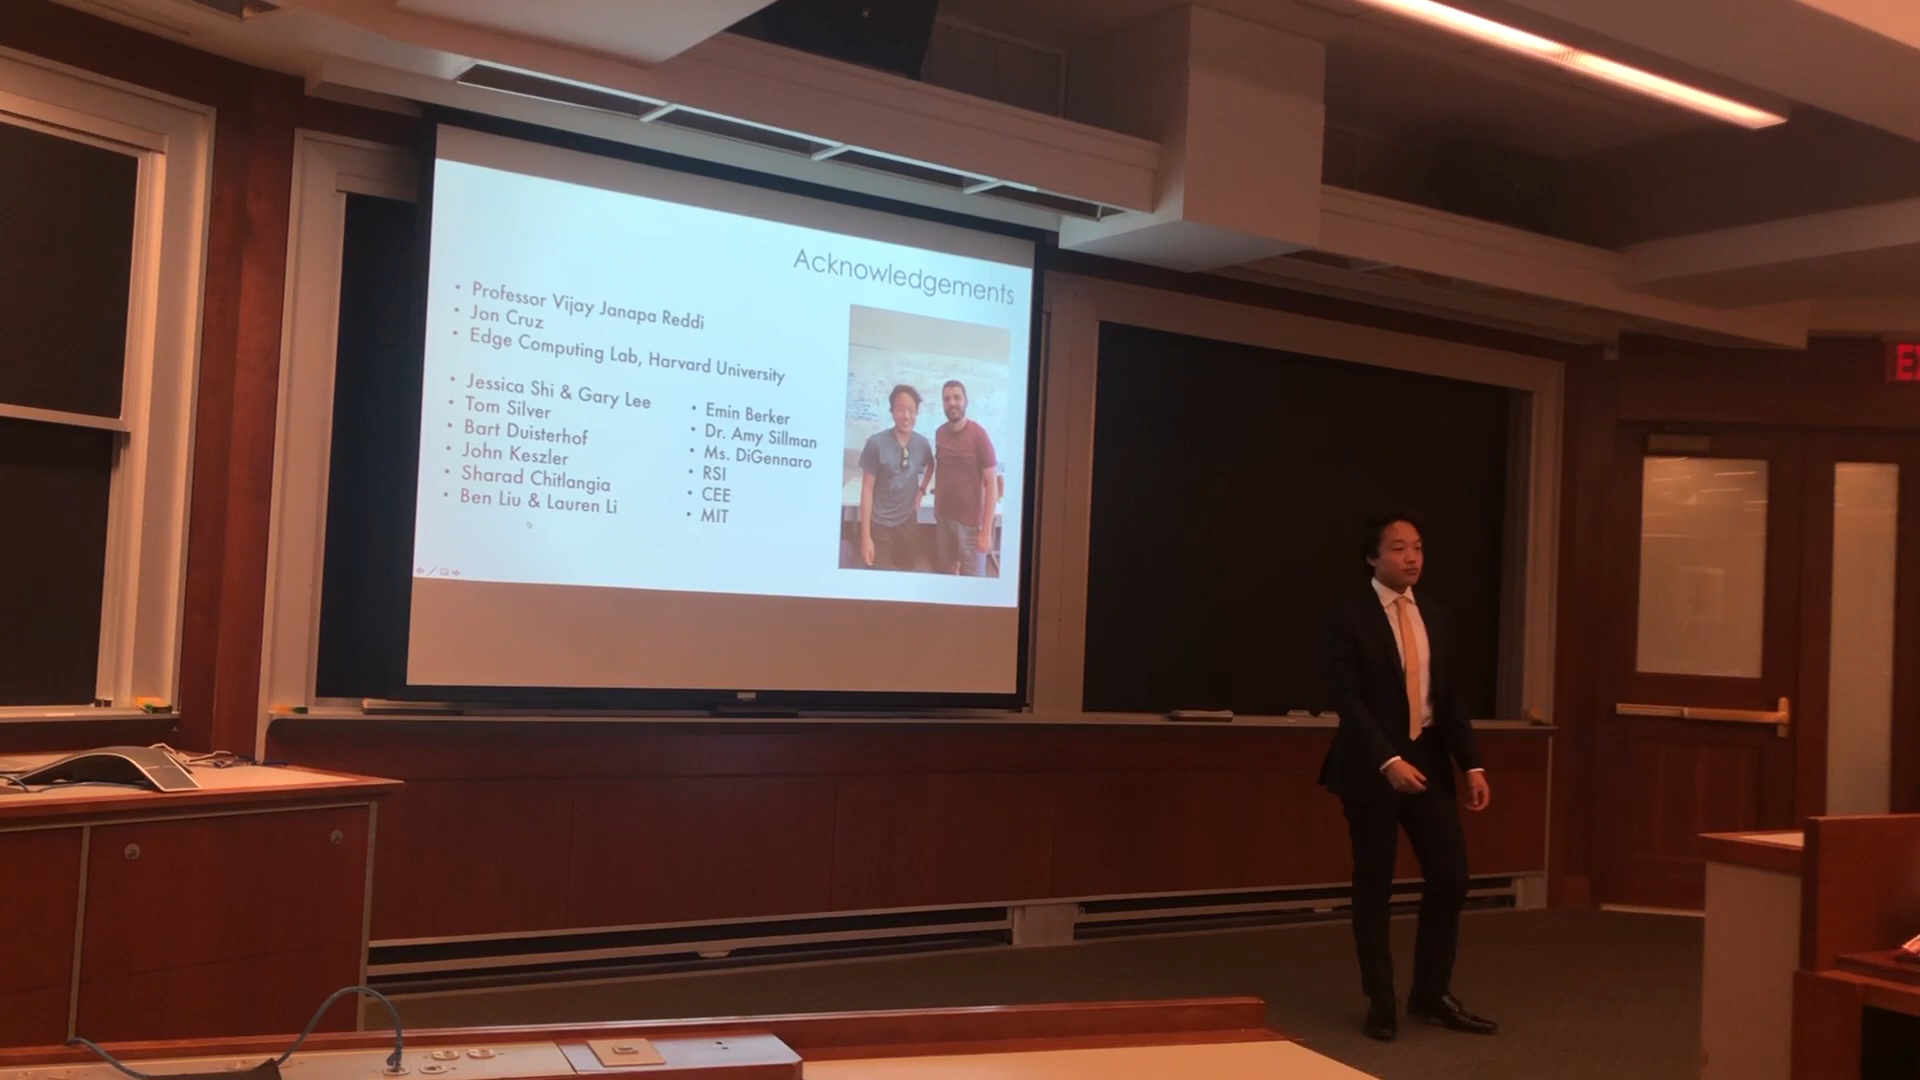 Acknowledgements
• Professor Vijay Janapa Reddi
• Jon Cruz
• Edge Computing Lab, Harvard University
• Jessica Shi & Gary Lee
• Tom Silver
• Bart Duisterhof
• John Keszler
• Sharad Chitlangia
• Ben Liu & Lauren Li
• Emin Berker
• Dr. Amy Sillman
• Ms. DiGennaro
• RSI
• CEE
• MIT